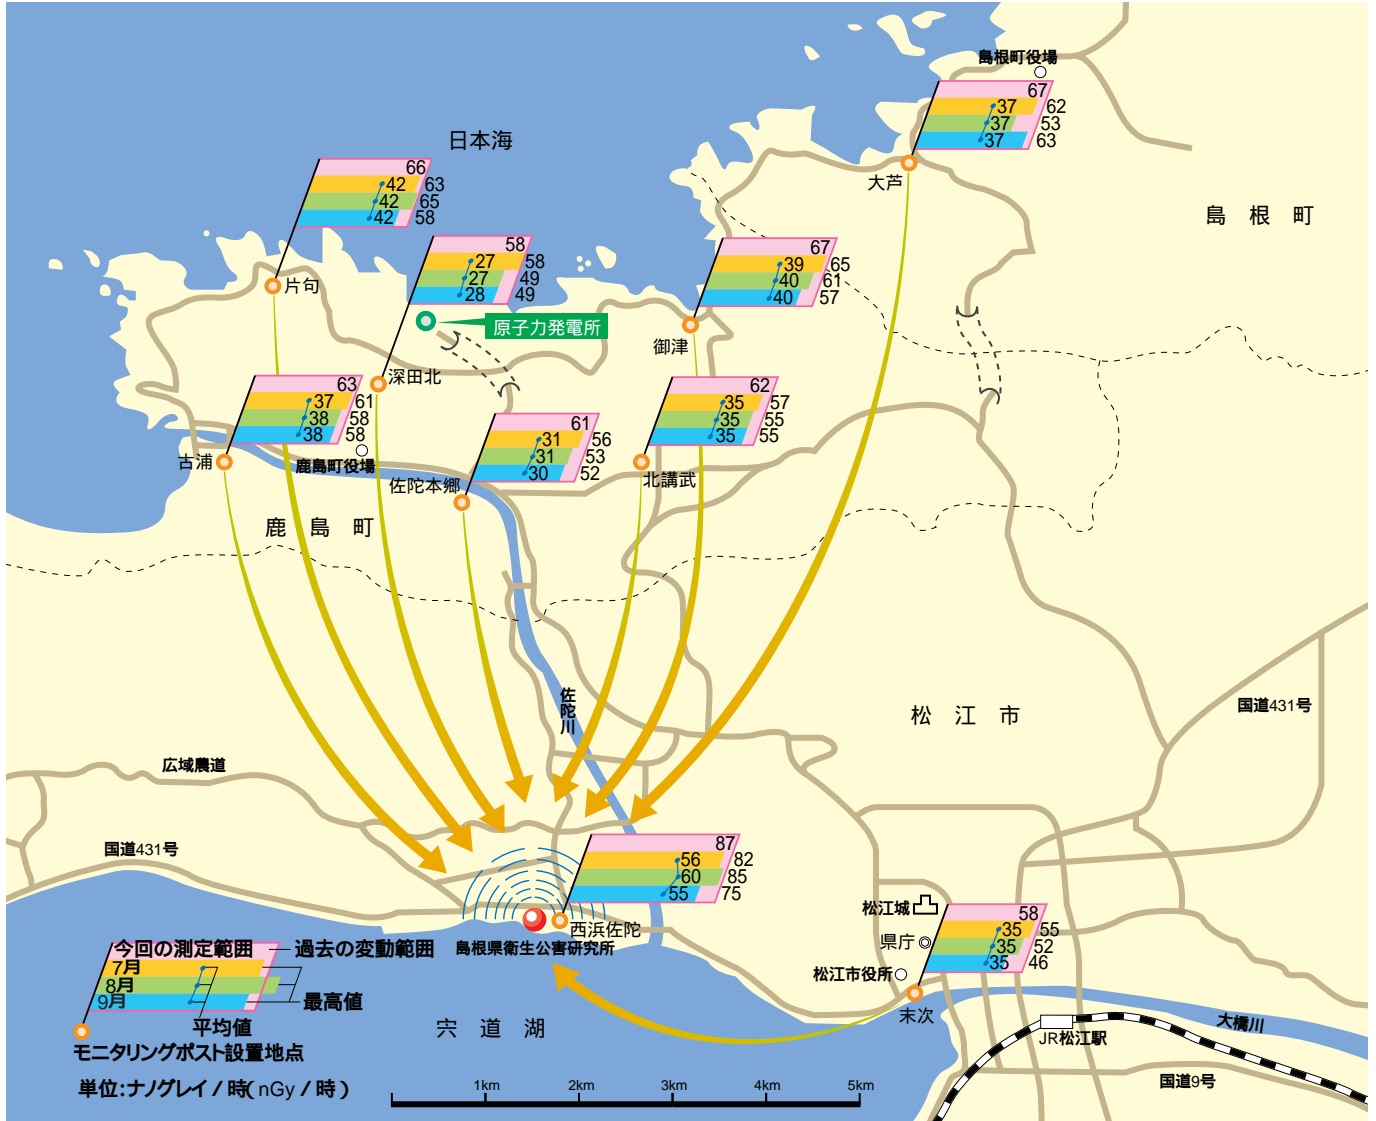 島根町役場
67
37 62
37 53
37 63
大芦
日本海
島 根 町
66
42 63
42 65
42 58
片句
58
27 58
27 49
28 49
原子力発電所
深田北
67
39 65
40 61
40 57
御津
63
37 61
38 58
38 58
古浦
鹿島町役場
62
35 57
35 55
35 55
北講武
61
31 56
31 53
30 52
佐陀本郷
鹿 島 町
佐陀川
松 江 市
国道431号
広域農道
国道431号
87
56 82
60 85
55 75
西浜佐陀
島根県衛生公害研究所
松江城
県庁
松江市役所
58
35 55
35 52
35 46
末次
今回の測定範囲
過去の変動範囲
7月
8月
9月
最高値
平均値
モニタリングポスト設置地点
単位:ナノグレイ/時(nGy/時)
宍 道 湖
大橋川
JR松江駅
国道9号
1km 2km 3km 4km 5km